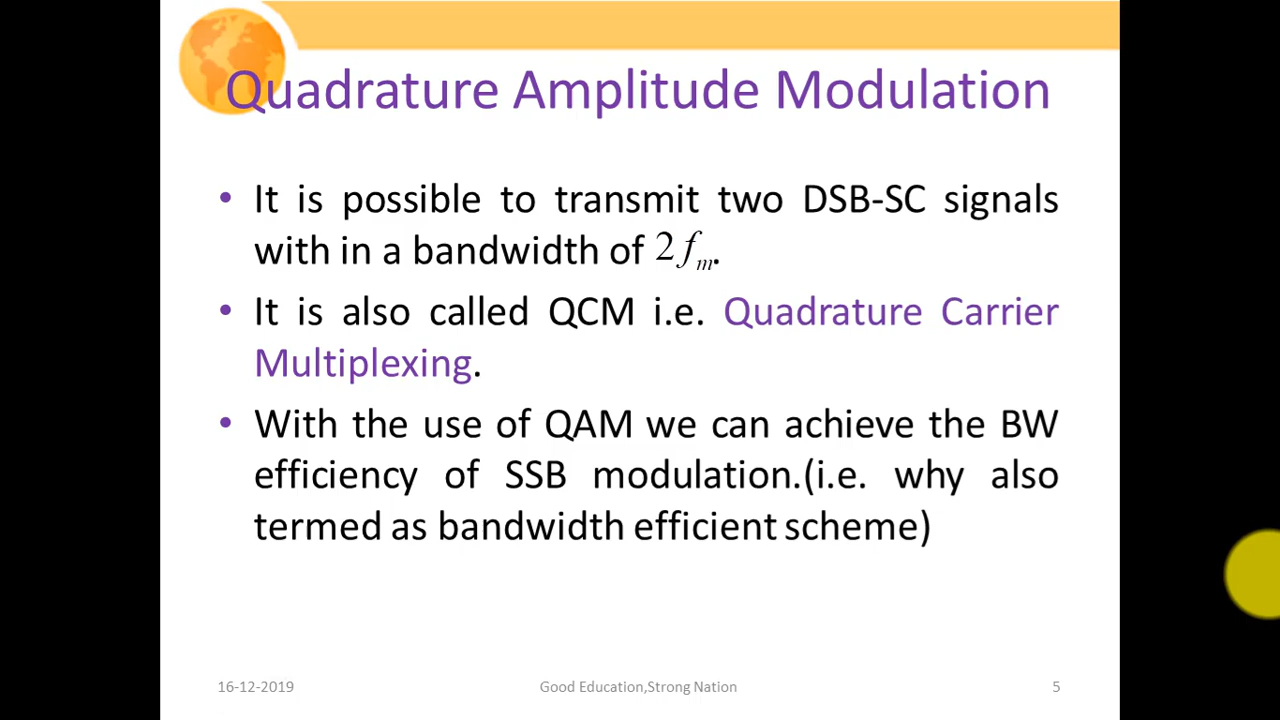 Quadrature Amplitude Modulation
• It is possible to transmit two DSB-SC signals
with in a bandwidth of 2fₘ.
• It is also called QCM i.e. Quadrature Carrier
Multiplexing.
• With the use of QAM we can achieve the BW
efficiency of SSB modulation.(i.e. why also
termed as bandwidth efficient scheme)
16-12-2019 Good Education,Strong Nation 5